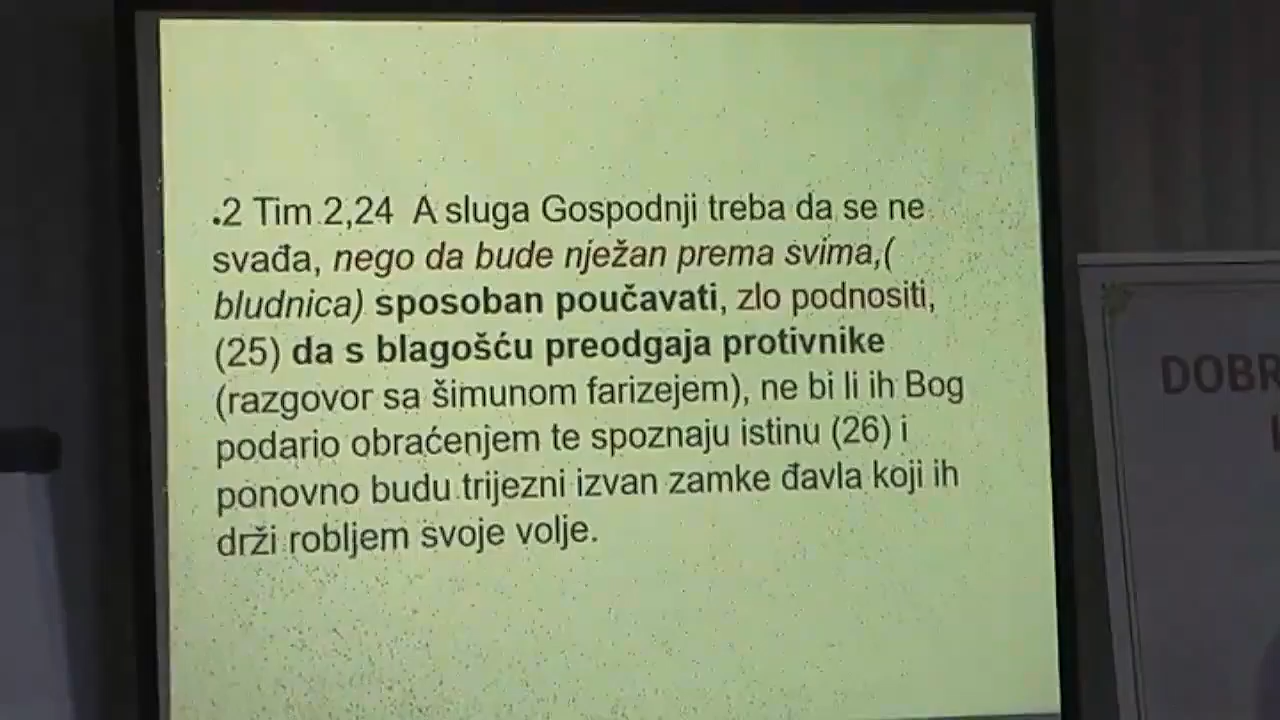 .2 Tim 2,24 A sluga Gospodnji treba da se ne
svađa, nego da bude nježan prema svima,(
bludnica) sposoban poučavati, zlo podnositi,
(25) da s blagošću preodgaja protivnike
(razgovor sa šimunom farizejem), ne bi li ih Bog
podario obraćenjem te spoznaju istinu (26) i
ponovno budu trijezni izvan zamke đavla koji ih
drži robljem svoje volje.
DOBR